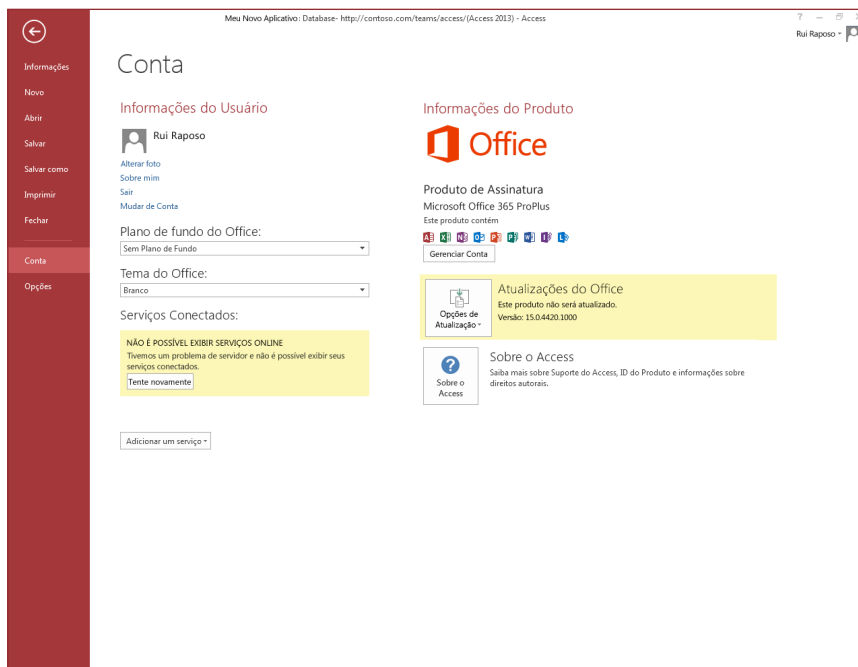 Meu Novo Aplicativo: Database- http://contoso.com/teams/access/(Access 2013) - Access
?
Rui Raposo
Informações
Novo
Abrir
Salvar
Salvar como
Imprimir
Fechar
Conta
Opções
Conta
Informações do Usuário
Rui Raposo
Alterar foto
Sobre mim
Sair
Mudar de Conta
Plano de fundo do Office:
Sem Plano de Fundo
Tema do Office:
Branco
Serviços Conectados:
NÃO É POSSÍVEL EXIBIR SERVIÇOS ONLINE
Tivemos um problema de servidor e não é possível exibir seus
serviços conectados.
Tente novamente
Adicionar um serviço
Informações do Produto
Office
Produto de Assinatura
Microsoft Office 365 ProPlus
Este produto contém
Gerenciar Conta
Opções de
Atualização
Atualizações do Office
Este produto não será atualizado.
Versão: 15.0.4420.1000
Sobre o
Access
Sobre o Access
Saiba mais sobre Suporte do Access, ID do Produto e informações sobre
direitos autorais.